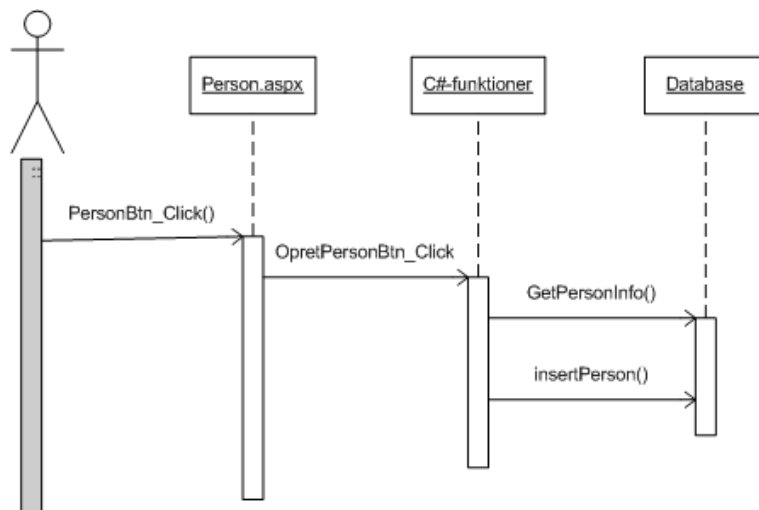 Person.aspx
C#-funktioner
Database
PersonBtn_Click()
OpretPersonBtn_Click
GetPersonInfo()
insertPerson()